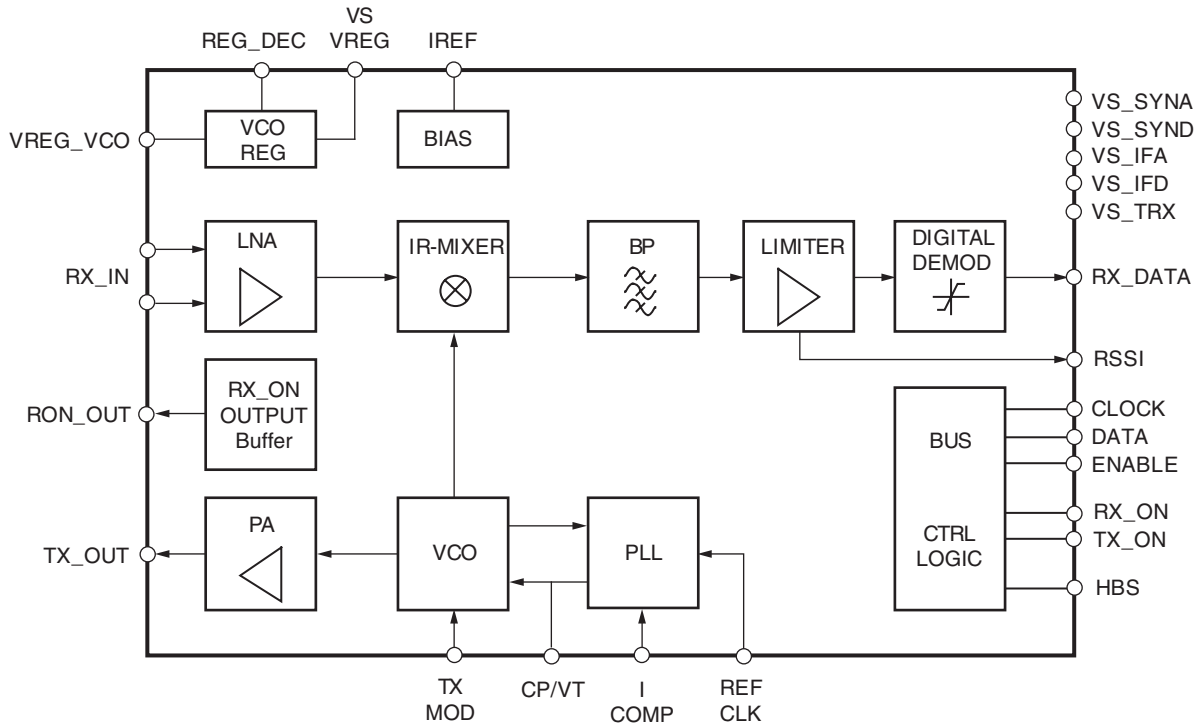 VS
REG_DEC
VREG
IREF
VREG_VCO
VCO
REG
BIAS
VS_SYNA
VS_SYND
VS_IFA
VS_IFD
VS_TRX
RX_IN
LNA
IR-MIXER
BP
LIMITER
DIGITAL
DEMOD
RX_DATA
RSSI
RON_OUT
RX_ON
OUTPUT
Buffer
BUS
CTRL
LOGIC
CLOCK
DATA
ENABLE
RX_ON
TX_ON
HBS
TX_OUT
PA
VCO
PLL
TX
MOD
CP/VT
I
COMP
REF
CLK